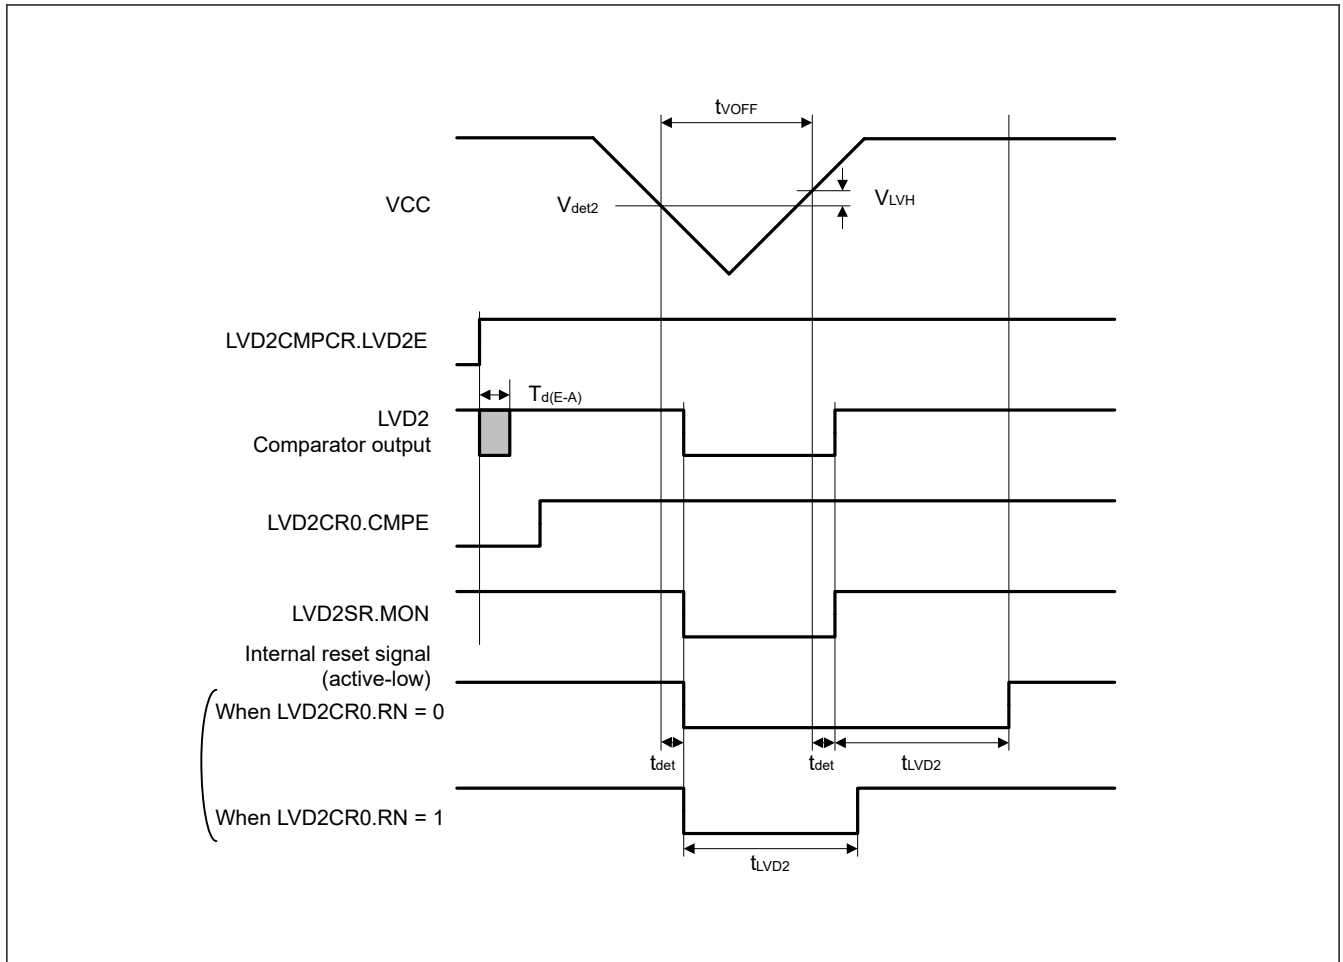 tVOFF
VCC
Vdet2
VLVH
LVD2CMPCR.LVD2E
Td(E-A)
LVD2
Comparator output
LVD2CR0.CMPE
LVD2SR.MON
Internal reset signal
(active-low)
When LVD2CR0.RN = 0
tdet
tdet
tLVD2
When LVD2CR0.RN = 1
tLVD2